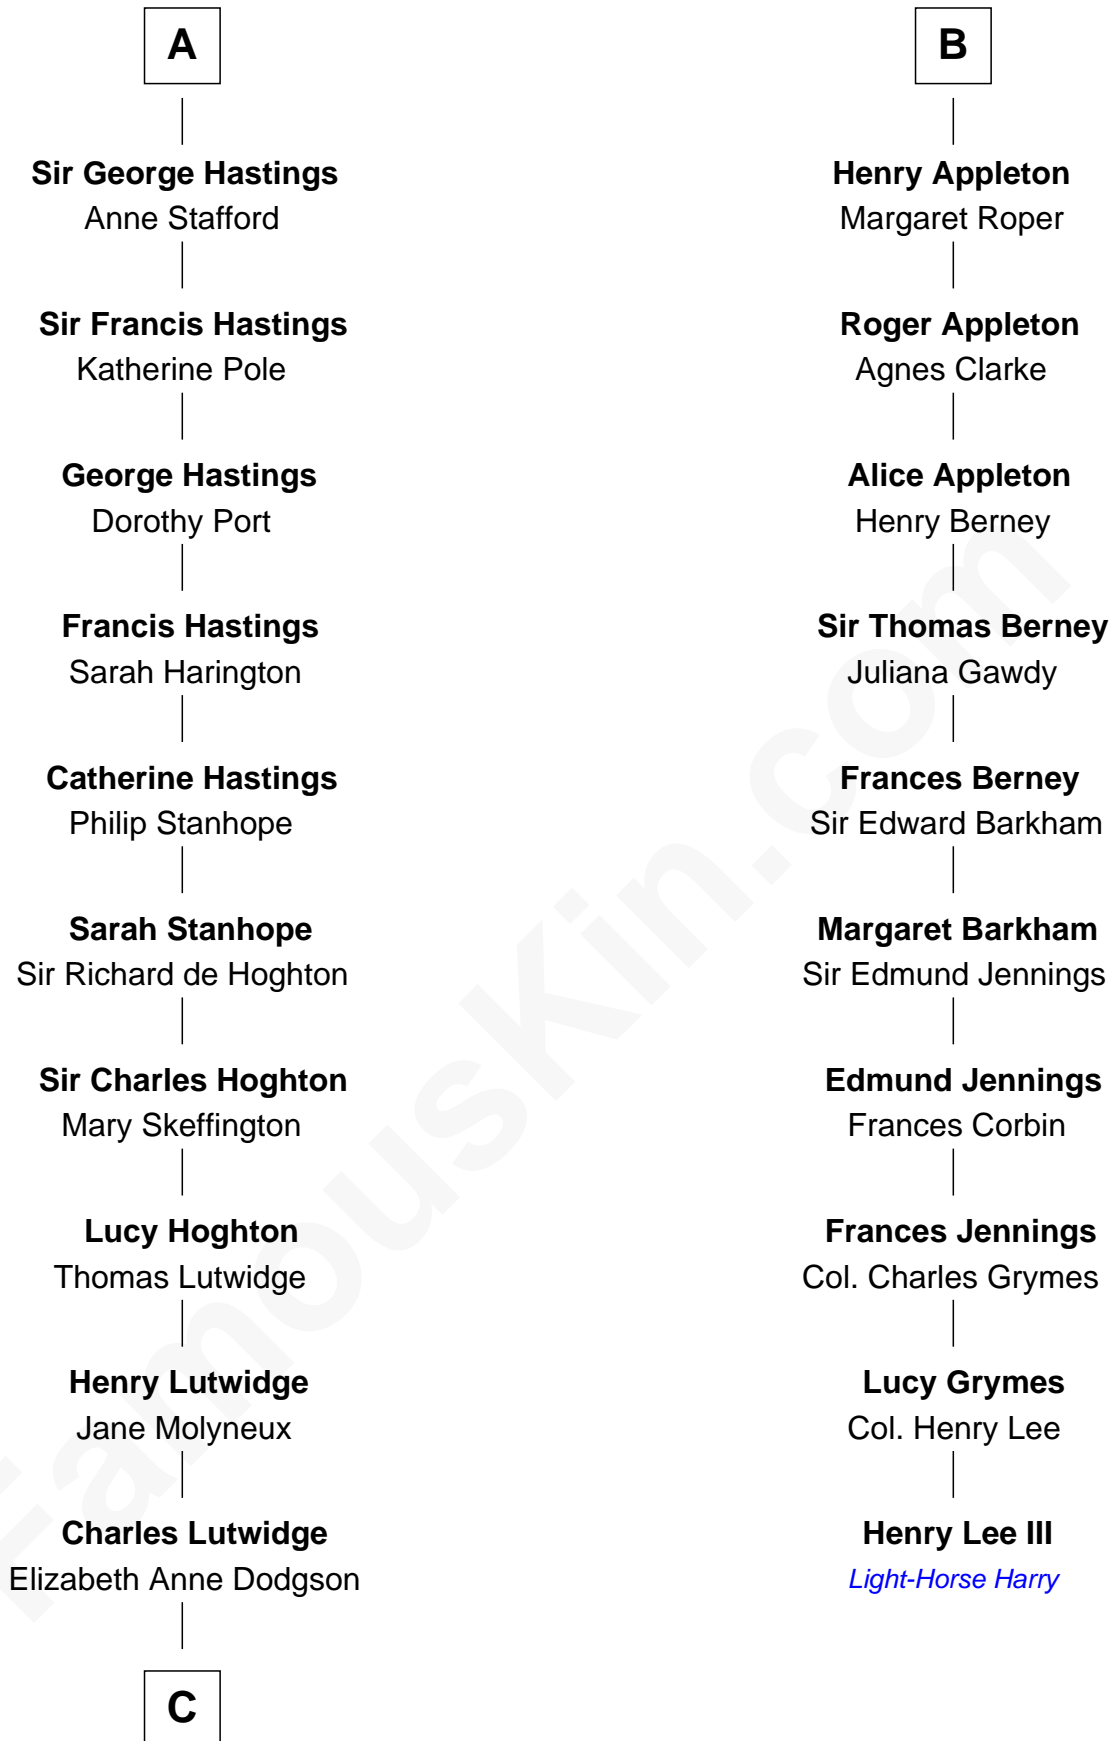 A
Sir George Hastings
Anne Stafford
Sir Francis Hastings
Katherine Pole
George Hastings
Dorothy Port
Francis Hastings
Sarah Harington
Catherine Hastings
Philip Stanhope
Sarah Stanhope
Sir Richard de Hoghton
Sir Charles Hoghton
Mary Skeffington
Lucy Hoghton
Thomas Lutwidge
Henry Lutwidge
Jane Molyneux
Charles Lutwidge
Elizabeth Anne Dodgson
C
B
Henry Appleton
Margaret Roper
Roger Appleton
Agnes Clarke
Alice Appleton
Henry Berney
Sir Thomas Berney
Juliana Gawdy
Frances Berney
Sir Edward Barkham
Margaret Barkham
Sir Edmund Jennings
Edmund Jennings
Frances Corbin
Frances Jennings
Col. Charles Grymes
Lucy Grymes
Col. Henry Lee
Henry Lee III
Light-Horse Harry
FamousKin.com